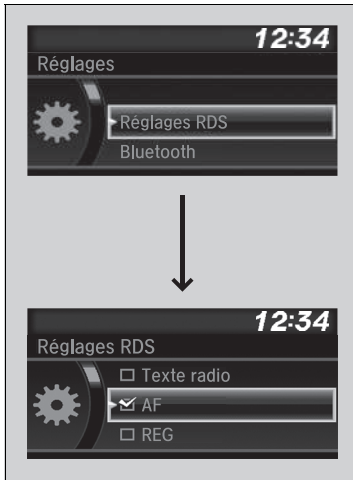 12:34
Réglages
Réglages RDS
Bluetooth
12:34
Réglages RDS
Texte radio
AF
REG